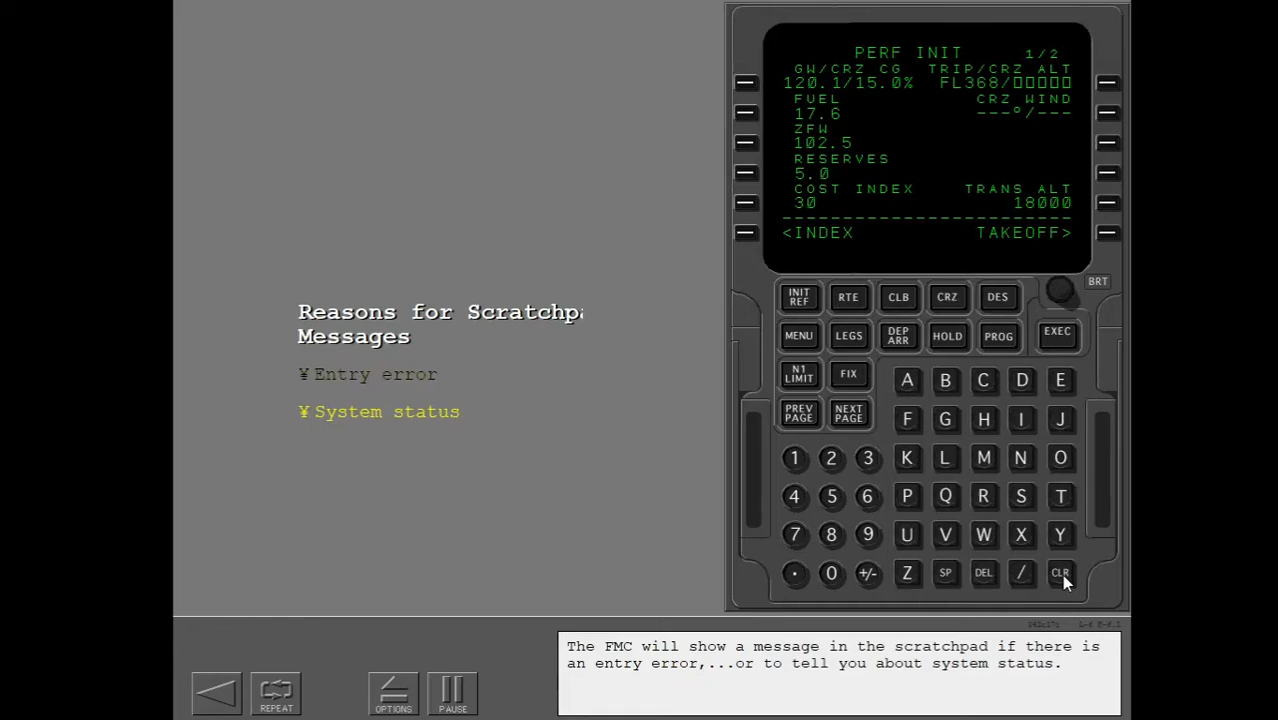 Reasons for Scratchpa
Messages
¥ Entry error
¥ System status
PERF INIT 1/2
GW/CRZ CG TRIP/CRZ ALT
120.1/15.0% FL368/□□□□□
FUEL CRZ WIND
17.6 ---°/---
ZFW
102.5
RESERVES
5.0
COST INDEX TRANS ALT
30 18000
------------------------
<INDEX TAKEOFF>
BRT
INIT REF RTE CLB CRZ DES
MENU LEGS DEP ARR HOLD PROG EXEC
N1 LIMIT FIX
A B C D E
PREV PAGE NEXT PAGE
F G H I J
1 2 3 K L M N O
4 5 6 P Q R S T
7 8 9 U V W X Y
. 0 +/- Z SP DEL / CLR
The FMC will show a message in the scratchpad if there is
an entry error,...or to tell you about system status.
REPEAT OPTIONS PAUSE